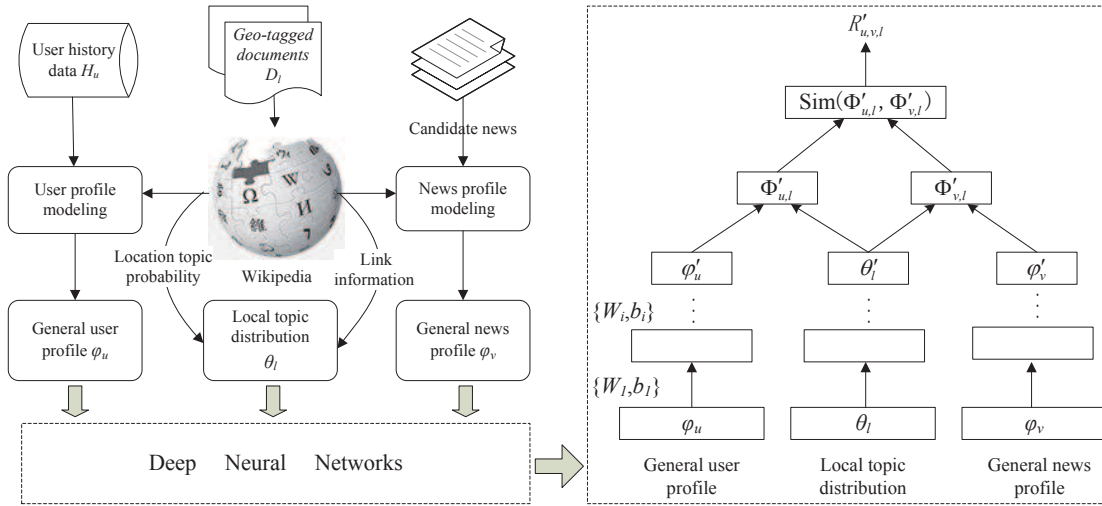 User history
data H_u
Geo-tagged
documents
D_l
Candidate news
User profile
modeling
Ω W И 7
News profile
modeling
Location topic
probability
Wikipedia
Link
information
General user
profile φ_u
Local topic
distribution
θ_l
General news
profile φ_v
Deep Neural Networks
R′_{u,v,l}
Sim(Φ′_{u,l}, Φ′_{v,l})
Φ′_{u,l} Φ′_{v,l}
φ′_u θ′_l φ′_v
{W_i,b_i}
{W_1,b_1}
φ_u θ_l φ_v
General user
profile
Local topic
distribution
General news
profile